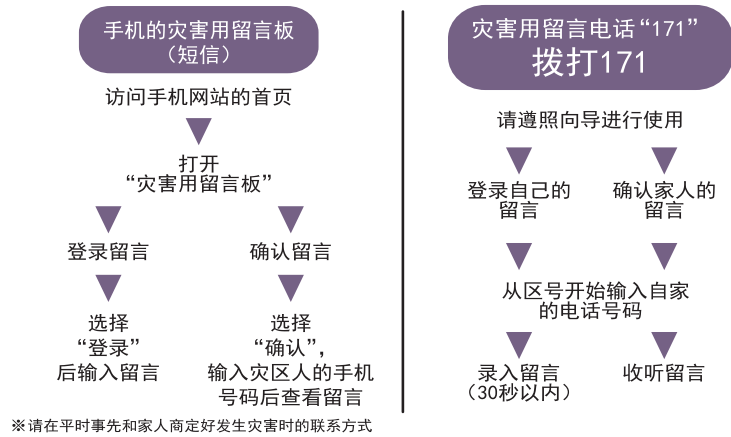 手机的灾害用留言板
（短信）
访问手机网站的首页
打开
“灾害用留言板”
登录留言
确认留言
选择
“登录”
后输入留言
选择
“确认”，
输入灾区人的手机
号码后查看留言
※请在平时事先和家人商定好发生灾害时的联系方式
灾害用留言电话“171”
拨打171
请遵照向导进行使用
登录自己的
留言
确认家人的
留言
从区号开始输入自家
的电话号码
录入留言
（30秒以内）
收听留言